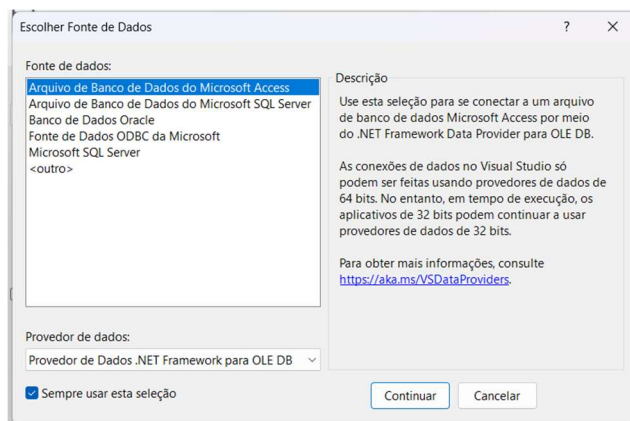 Escolher Fonte de Dados
Fonte de dados:
Arquivo de Banco de Dados do Microsoft Access
Arquivo de Banco de Dados do Microsoft SQL Server
Banco de Dados Oracle
Fonte de Dados ODBC da Microsoft
Microsoft SQL Server
<outro>
Descrição
Use esta seleção para se conectar a um arquivo
de banco de dados Microsoft Access por meio
do .NET Framework Data Provider para OLE DB.
As conexões de dados no Visual Studio só
podem ser feitas usando provedores de dados de
64 bits. No entanto, em tempo de execução, os
aplicativos de 32 bits podem continuar a usar
provedores de dados de 32 bits.
Para obter mais informações, consulte
https://aka.ms/VSDataProviders.
Provedor de dados:
Provedor de Dados .NET Framework para OLE DB
Sempre usar esta seleção
Continuar
Cancelar